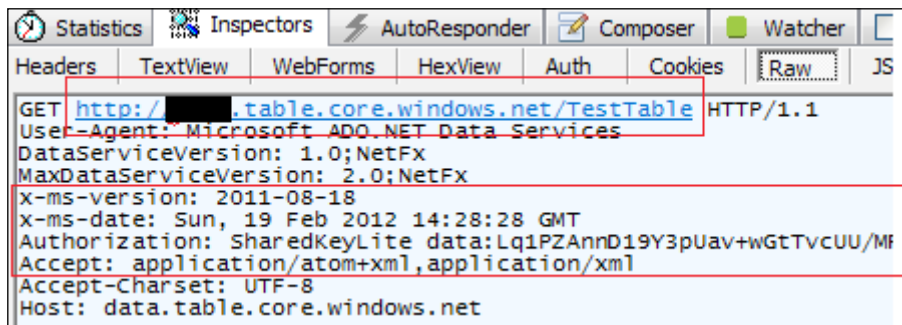 Statistics Inspectors AutoResponder Composer Watcher
Headers TextView WebForms HexView Auth Cookies Raw JS
GET http://.table.core.windows.net/TestTable HTTP/1.1
User-Agent: Microsoft ADO.NET Data Services
DataServiceVersion: 1.0;NetFx
MaxDataServiceVersion: 2.0;NetFx
x-ms-version: 2011-08-18
x-ms-date: Sun, 19 Feb 2012 14:28:28 GMT
Authorization: SharedKeyLite data:Lq1PZAnnD19Y3pUav+wGtTvcUU/MF
Accept: application/atom+xml,application/xml
Accept-Charset: UTF-8
Host: data.table.core.windows.net